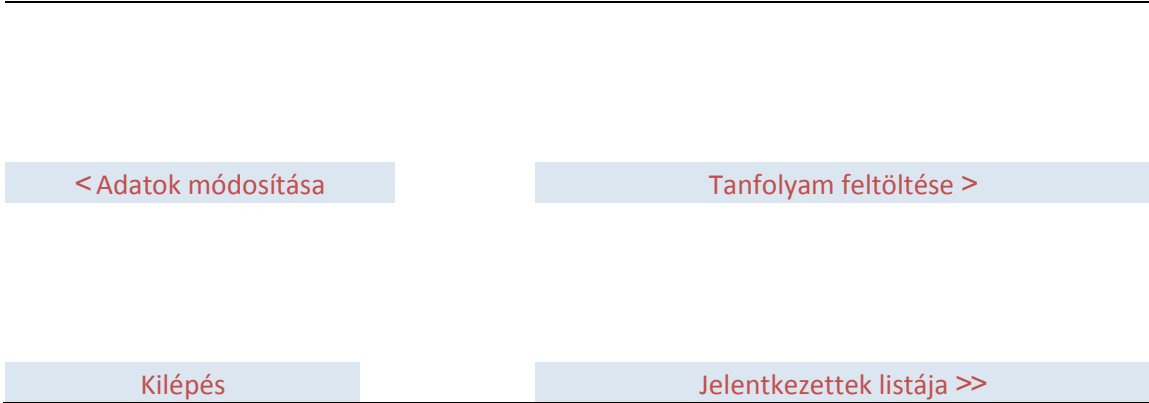 < Adatok módosítása
Tanfolyam feltöltése >
Kilépés
Jelentkezettek listája >>